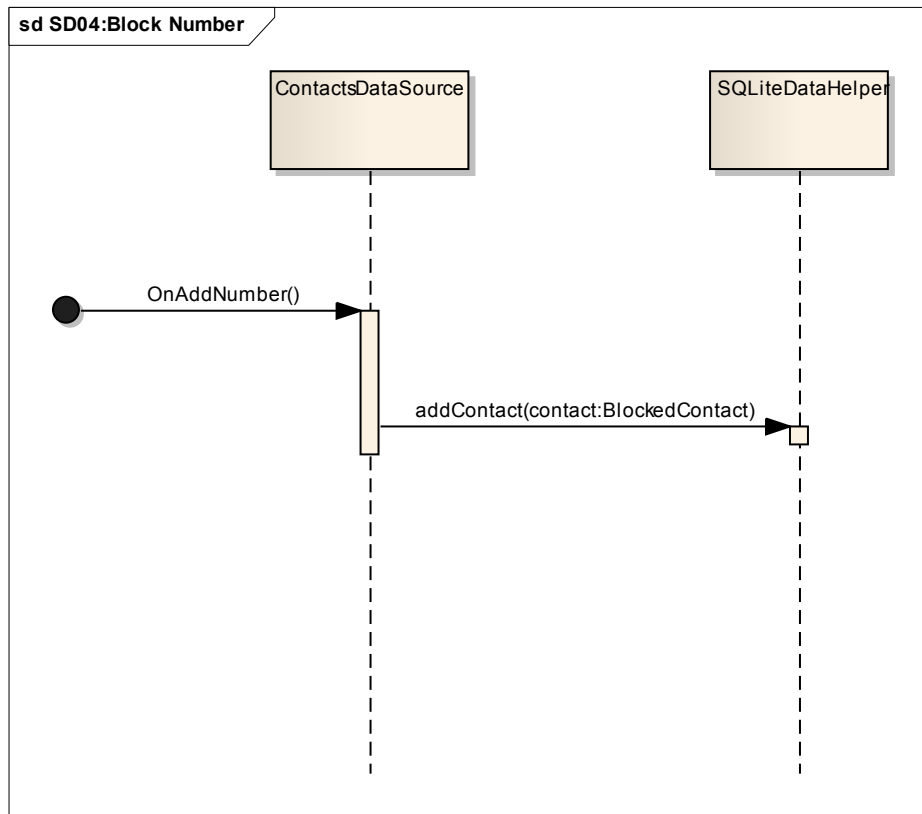 sd SD04:Block Number
ContactsDataSource
SQLiteDataHelper
OnAddNumber()
addContact(contact:BlockedContact)